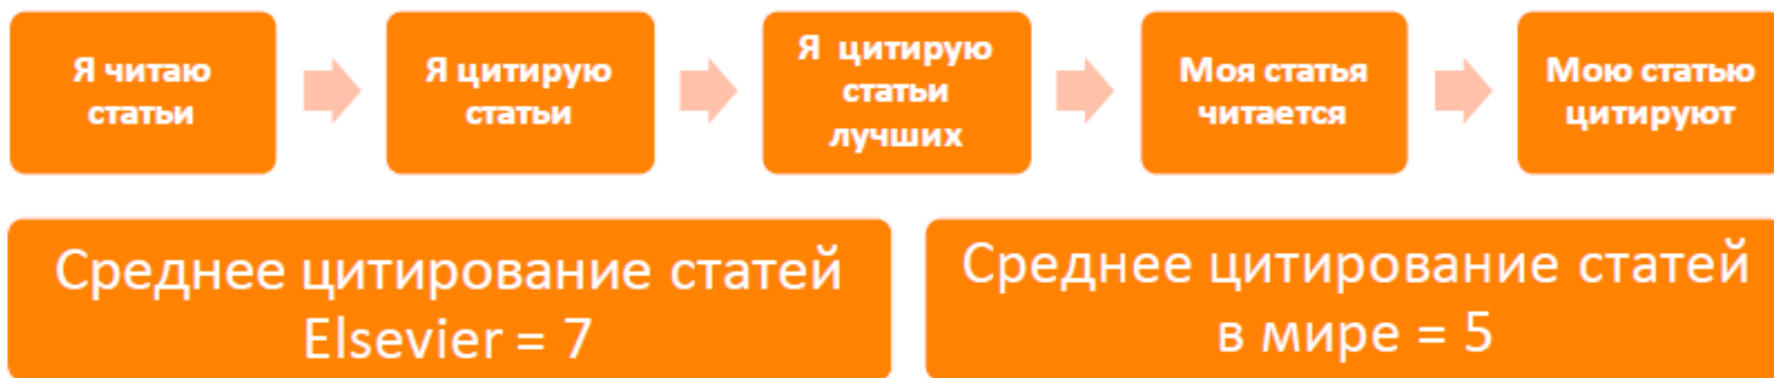 Я читаю
статьи
Я цитирую
статьи
Я цитирую
статьи
лучших
Моя статья
читается
Мою статью
цитируют
Среднее цитирование статей
Elsevier = 7
Среднее цитирование статей
в мире = 5